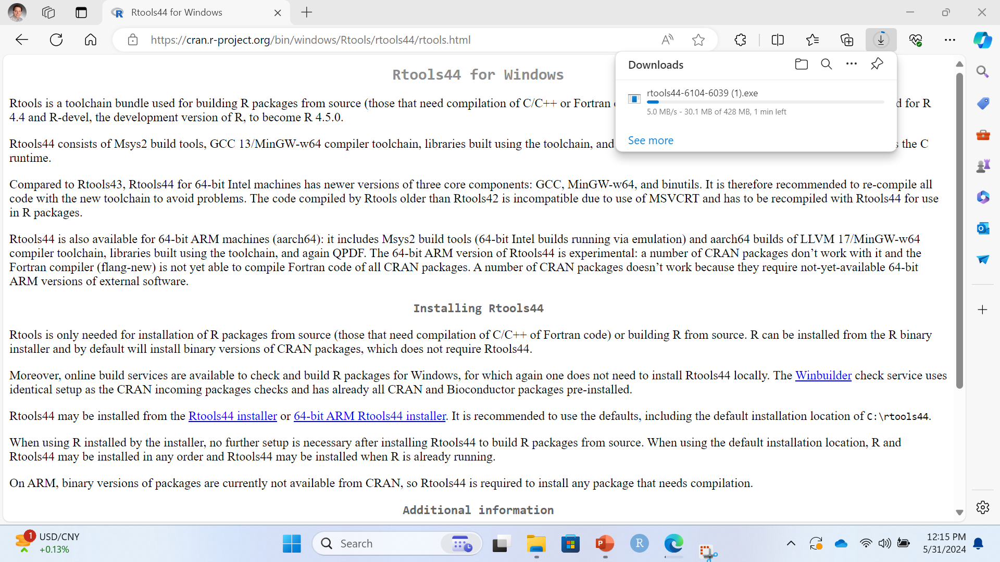 Rtools44 for Windows
https://cran.r-project.org/bin/windows/Rtools/rtools44/rtools.html
Downloads
rtools44-6104-6039 (1).exe
5.0 MB/s - 30.1 MB of 428 MB, 1 min left
See more
Rtools44 for Windows
Rtools is a toolchain bundle used for building R packages from source (those that need compilation of C/C++ or Fortran d for R
4.4 and R-devel, the development version of R, to become R 4.5.0.
Rtools44 consists of Msys2 build tools, GCC 13/MinGW-w64 compiler toolchain, libraries built using the toolchain, and the C
runtime.
Compared to Rtools43, Rtools44 for 64-bit Intel machines has newer versions of three core components: GCC, MinGW-w64, and binutils. It is therefore recommended to re-compile all
code with the new toolchain to avoid problems. The code compiled by Rtools older than Rtools42 is incompatible due to use of MSVCRT and has to be recompiled with Rtools44 for use
in R packages.
Rtools44 is also available for 64-bit ARM machines (aarch64): it includes Msys2 build tools (64-bit Intel builds running via emulation) and aarch64 builds of LLVM 17/MinGW-w64
compiler toolchain, libraries built using the toolchain, and again QPDF. The 64-bit ARM version of Rtools44 is experimental: a number of CRAN packages don’t work with it and the
Fortran compiler (flang-new) is not yet able to compile Fortran code of all CRAN packages. A number of CRAN packages doesn’t work because they require not-yet-available 64-bit
ARM versions of external software.
Installing Rtools44
Rtools is only needed for installation of R packages from source (those that need compilation of C/C++ of Fortran code) or building R from source. R can be installed from the R binary
installer and by default will install binary versions of CRAN packages, which does not require Rtools44.
Moreover, online build services are available to check and build R packages for Windows, for which again one does not need to install Rtools44 locally. The Winbuilder check service uses
identical setup as the CRAN incoming packages checks and has already all CRAN and Bioconductor packages pre-installed.
Rtools44 may be installed from the Rtools44 installer or 64-bit ARM Rtools44 installer. It is recommended to use the defaults, including the default installation location of C:\rtools44.
When using R installed by the installer, no further setup is necessary after installing Rtools44 to build R packages from source. When using the default installation location, R and
Rtools44 may be installed in any order and Rtools44 may be installed when R is already running.
On ARM, binary versions of packages are currently not available from CRAN, so Rtools44 is required to install any package that needs compilation.
Additional information
1
USD/CNY
+0.13%
Search
12:15 PM
5/31/2024